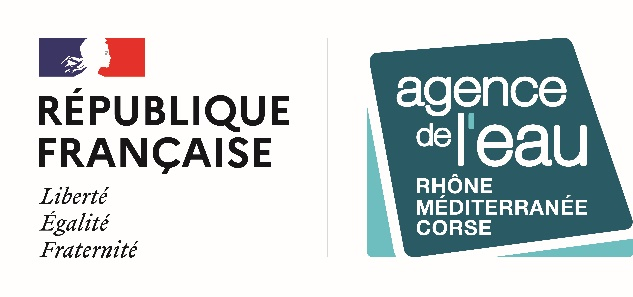 RÉPUBLIQUE
FRANÇAISE
Liberté
Égalité
Fraternité
agence
de l'eau
RHÔNE
MÉDITERRANÉE
CORSE